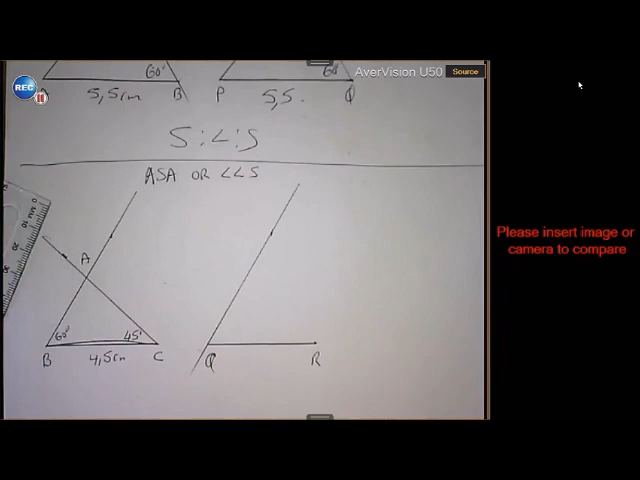 AverVision U50
Source
REC
60° 60
A 5,5cm B P 5,5. Q
S:<:S
ASA OR <<S
A
60° 45°
B 4,5cm C Q R
Please insert image or
camera to compare